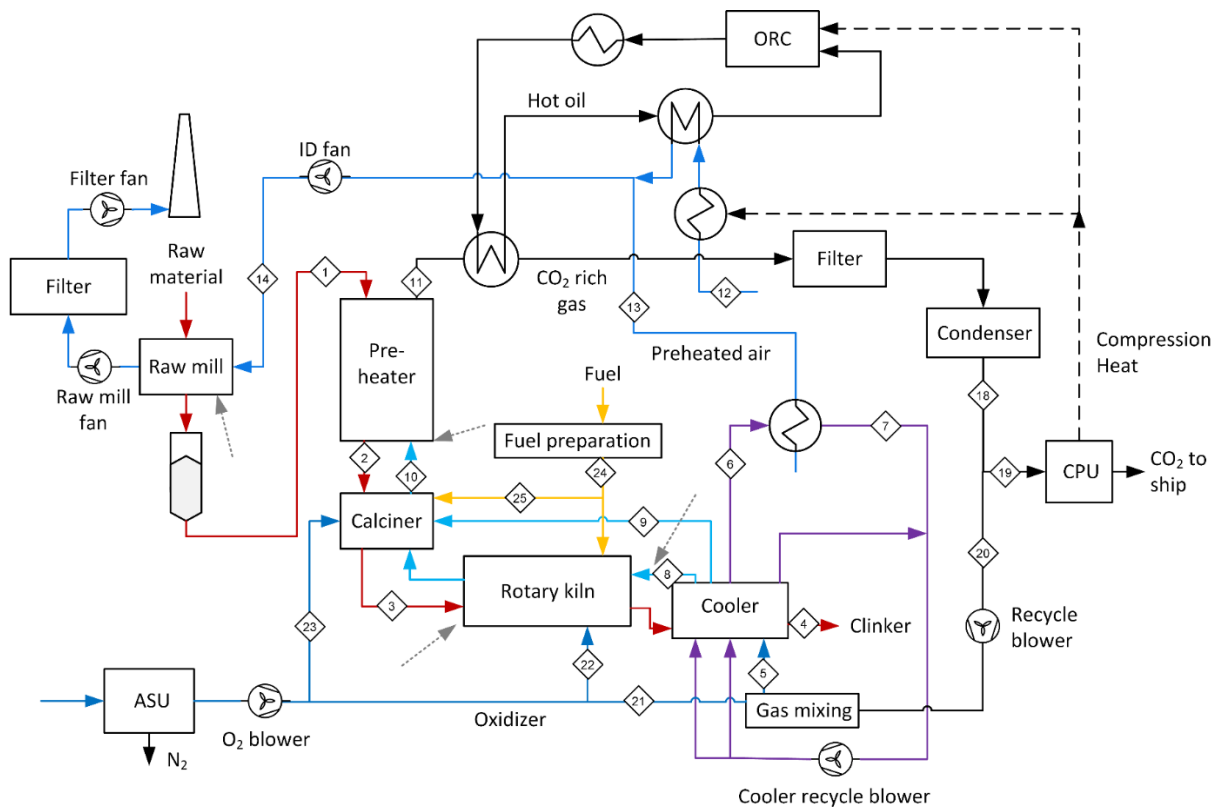 ORC
Hot oil
ID fan
Filter fan
Raw
material
1
11
CO₂ rich
gas
Filter
12
14
Filter
13
Condenser
Pre-
heater
Preheated air
Compression
Heat
Raw mill
Raw mill
fan
Fuel
18
Fuel preparation
6
7
2
10
24
19
CPU
CO₂ to
ship
25
Calciner
9
20
8
Rotary kiln
Cooler
3
4
Clinker
Recycle
blower
23
22
5
ASU
21
Gas mixing
Oxidizer
O₂ blower
N₂
Cooler recycle blower